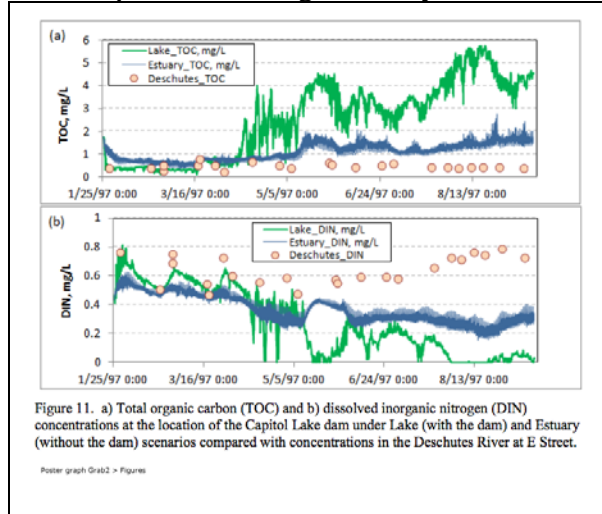 (a)
Lake_TOC, mg/L
Estuary_TOC, mg/L
Deschutes_TOC
TOC, mg/L
6
5
4
3
2
1
0
1/25/97 0:00 3/16/97 0:00 5/5/97 0:00 6/24/97 0:00 8/13/97 0:00
(b)
Lake_DIN, mg/L
Estuary_DIN, mg/L
Deschutes_DIN
DIN, mg/L
1
0.8
0.6
0.4
0.2
0
1/25/97 0:00 3/16/97 0:00 5/5/97 0:00 6/24/97 0:00 8/13/97 0:00
Figure 11. a) Total organic carbon (TOC) and b) dissolved inorganic nitrogen (DIN)
concentrations at the location of the Capitol Lake dam under Lake (with the dam) and Estuary
(without the dam) scenarios compared with concentrations in the Deschutes River at E Street.
Poster graph Grab2 > Figures